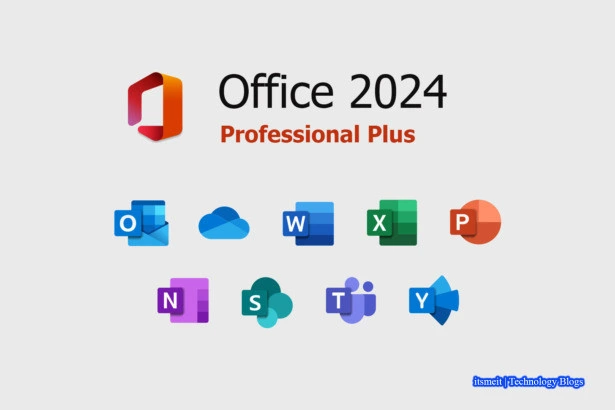 Office 2024
Professional Plus
O W X P
N S T Y
itsmeit | Technology Blogs